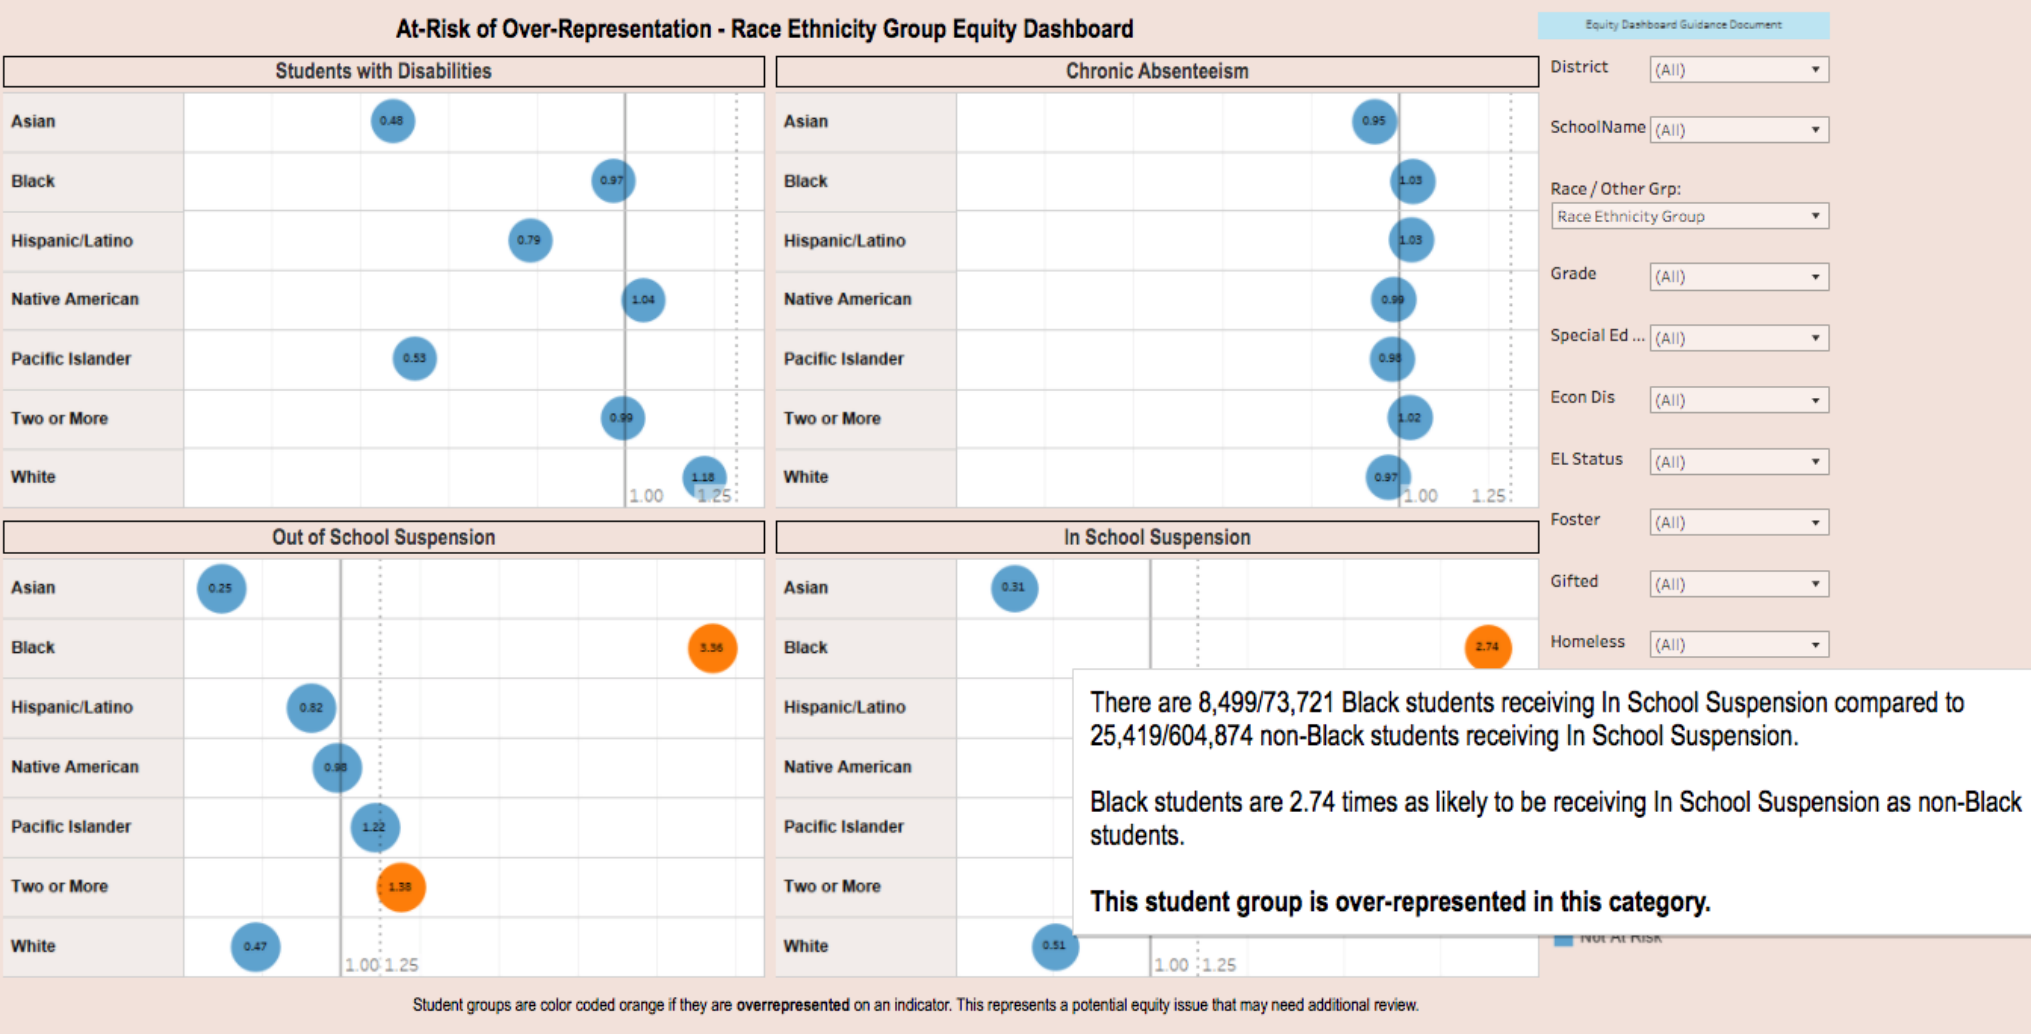 At-Risk of Over-Representation - Race Ethnicity Group Equity Dashboard
Equity Dashboard Guidance Document
Students with Disabilities
Asian
0.48
Black
0.97
Hispanic/Latino
0.79
Native American
1.04
Pacific Islander
0.53
Two or More
0.99
White
1.18
1.00
1.25
Chronic Absenteeism
Asian
0.95
Black
1.03
Hispanic/Latino
1.03
Native American
0.99
Pacific Islander
0.98
Two or More
1.02
White
0.97
1.00
1.25
Out of School Suspension
Asian
0.25
Black
3.36
Hispanic/Latino
0.82
Native American
0.98
Pacific Islander
1.22
Two or More
1.38
White
0.47
1.00
1.25
In School Suspension
Asian
0.31
Black
2.74
Hispanic/Latino
Native American
Pacific Islander
Two or More
White
0.51
1.00
1.25
District (All)
SchoolName (All)
Race / Other Grp:
Race Ethnicity Group
Grade (All)
Special Ed ... (All)
Econ Dis (All)
EL Status (All)
Foster (All)
Gifted (All)
Homeless (All)
There are 8,499/73,721 Black students receiving In School Suspension compared to
25,419/604,874 non-Black students receiving In School Suspension.
Black students are 2.74 times as likely to be receiving In School Suspension as non-Black
students.
This student group is over-represented in this category.
Not At Risk
Student groups are color coded orange if they are overrepresented on an indicator. This represents a potential equity issue that may need additional review.